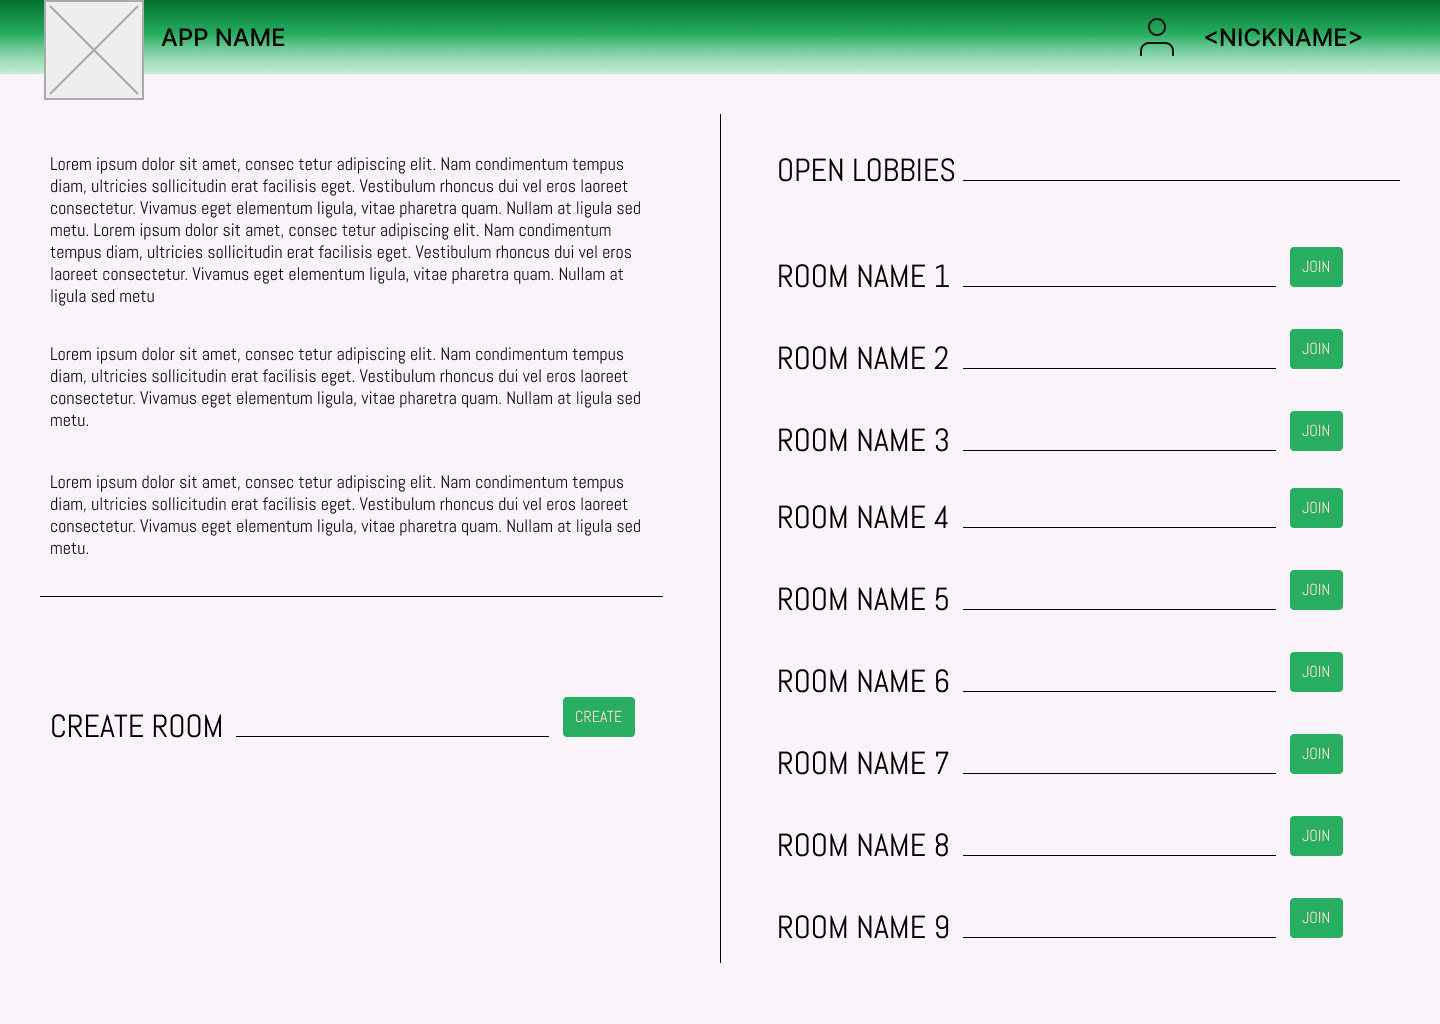 APP NAME
<NICKNAME>
Lorem ipsum dolor sit amet, consec tetur adipiscing elit. Nam condimentum tempus
diam, ultricies sollicitudin erat facilisis eget. Vestibulum rhoncus dui vel eros laoreet
consectetur. Vivamus eget elementum ligula, vitae pharetra quam. Nullam at ligula sed
metu. Lorem ipsum dolor sit amet, consec tetur adipiscing elit. Nam condimentum
tempus diam, ultricies sollicitudin erat facilisis eget. Vestibulum rhoncus dui vel eros
laoreet consectetur. Vivamus eget elementum ligula, vitae pharetra quam. Nullam at
ligula sed metu
Lorem ipsum dolor sit amet, consec tetur adipiscing elit. Nam condimentum tempus
diam, ultricies sollicitudin erat facilisis eget. Vestibulum rhoncus dui vel eros laoreet
consectetur. Vivamus eget elementum ligula, vitae pharetra quam. Nullam at ligula sed
metu.
Lorem ipsum dolor sit amet, consec tetur adipiscing elit. Nam condimentum tempus
diam, ultricies sollicitudin erat facilisis eget. Vestibulum rhoncus dui vel eros laoreet
consectetur. Vivamus eget elementum ligula, vitae pharetra quam. Nullam at ligula sed
metu.
CREATE ROOM
CREATE
OPEN LOBBIES
ROOM NAME 1
JOIN
ROOM NAME 2
JOIN
ROOM NAME 3
JOIN
ROOM NAME 4
JOIN
ROOM NAME 5
JOIN
ROOM NAME 6
JOIN
ROOM NAME 7
JOIN
ROOM NAME 8
JOIN
ROOM NAME 9
JOIN